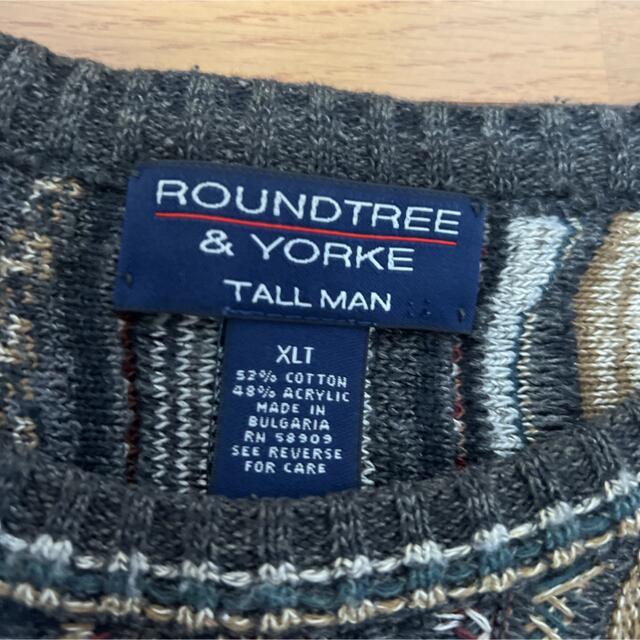 ROUNDTREE
& YORKE
TALL MAN
XLT
52% COTTON
48% ACRYLIC
MADE IN
BULGARIA
RN 58909
SEE REVERSE
FOR CARE